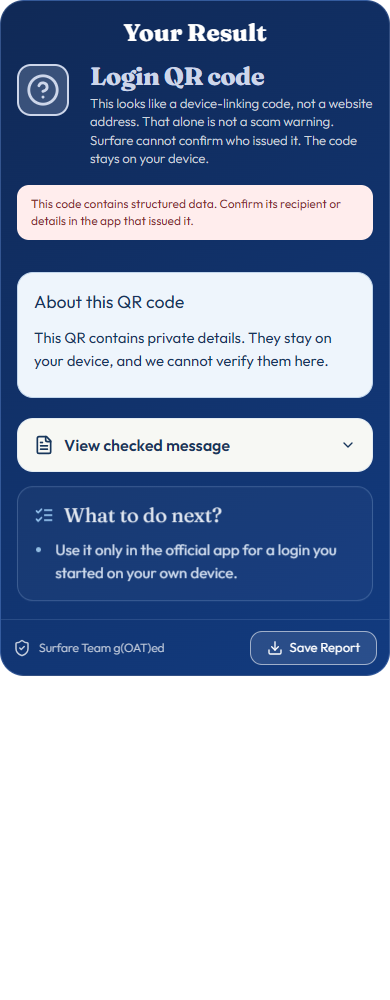 Your Result
Login QR code
This looks like a device-linking code, not a website
address. That alone is not a scam warning.
Surfare cannot confirm who issued it. The code
stays on your device.
This code contains structured data. Confirm its recipient or
details in the app that issued it.
About this QR code
This QR contains private details. They stay on
your device, and we cannot verify them here.
View checked message
What to do next?
• Use it only in the official app for a login you
started on your own device.
Surfare Team g(OAT)ed
Save Report